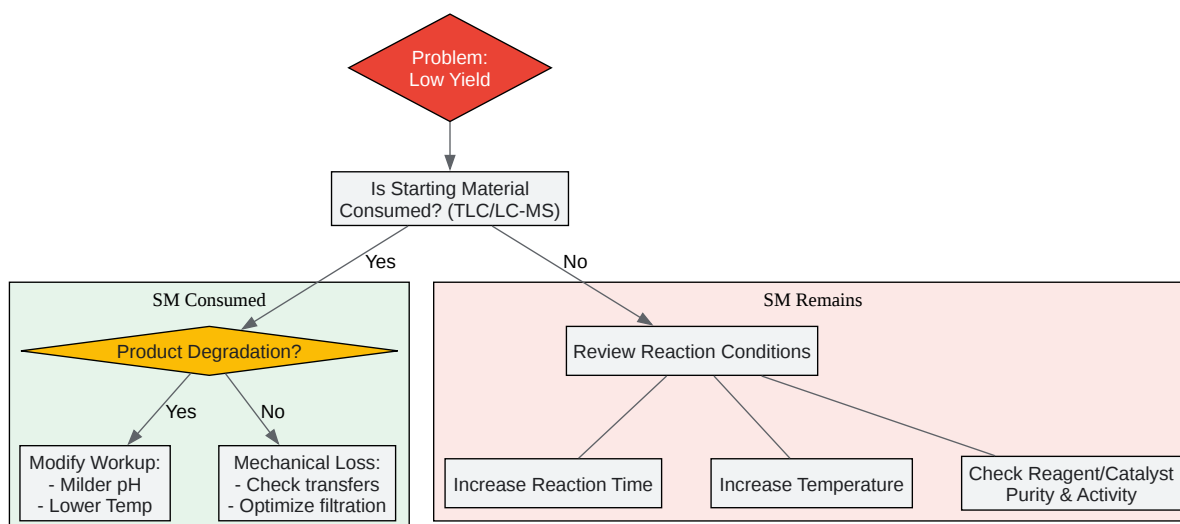 Problem:
Low Yield
Is Starting Material
Consumed? (TLC/LC-MS)
Yes
No
SM Consumed
SM Remains
Product Degradation?
Review Reaction Conditions
Yes
No
Modify Workup:
- Milder pH
- Lower Temp
Mechanical Loss:
- Check transfers
- Optimize filtration
Increase Reaction Time
Increase Temperature
Check Reagent/Catalyst
Purity & Activity